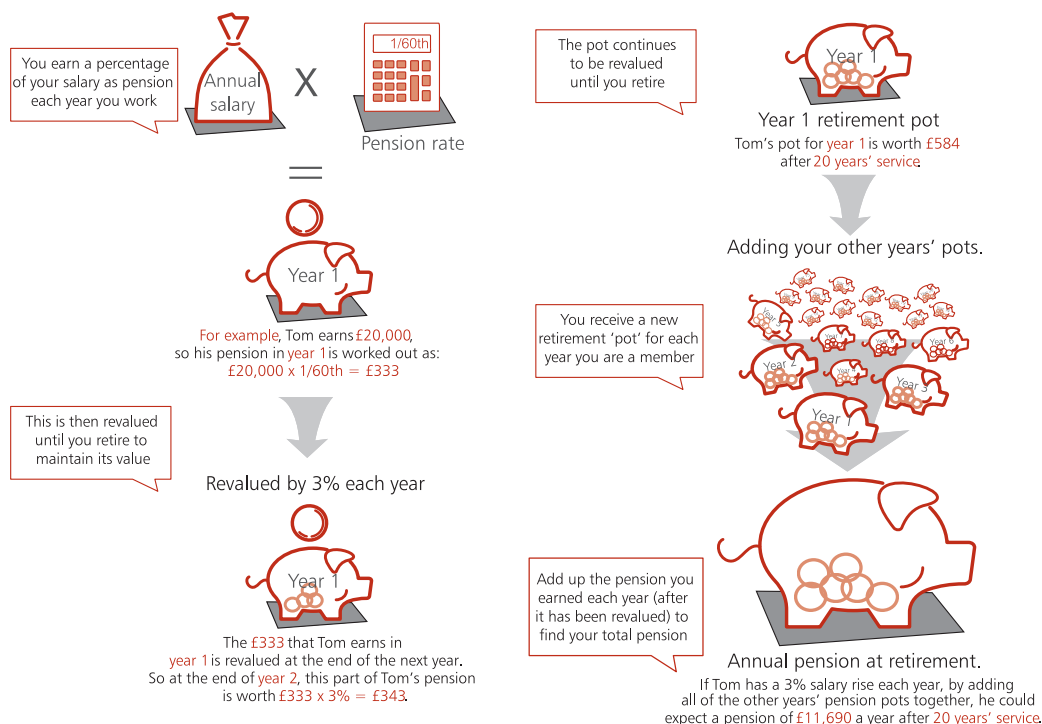 You earn a percentage
of your salary as pension
each year you work
Annual
salary
X
1/60th
Pension rate
=
Year 1
For example, Tom earns £20,000,
so his pension in year 1 is worked out as:
£20,000 x 1/60th = £333
This is then revalued
until you retire to
maintain its value
Revalued by 3% each year
Year 1
The £333 that Tom earns in
year 1 is revalued at the end of the next year.
So at the end of year 2, this part of Tom's pension
is worth £333 x 3% = £343.
The pot continues
to be revalued
until you retire
Year 1
Year 1 retirement pot
Tom's pot for year 1 is worth £584
after 20 years' service.
Adding your other years' pots.
You receive a new
retirement 'pot' for each
year you are a member
Year 6
Year 2
Year 3
Year 1
Add up the pension you
earned each year (after
it has been revalued) to
find your total pension
Annual pension at retirement.
If Tom has a 3% salary rise each year, by adding
all of the other years' pension pots together, he could
expect a pension of £11,690 a year after 20 years' service.